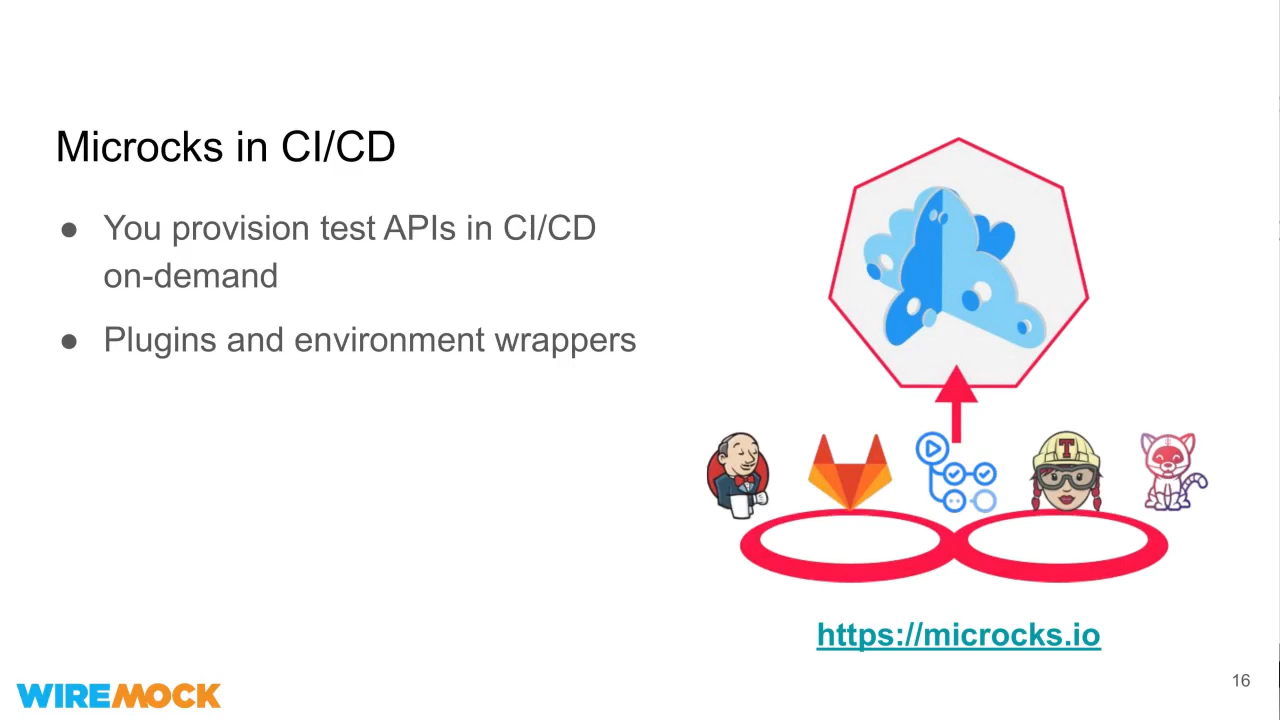 Microcks in CI/CD
● You provision test APIs in CI/CD
on-demand
● Plugins and environment wrappers
T
https://microcks.io
WIREMOCK
16